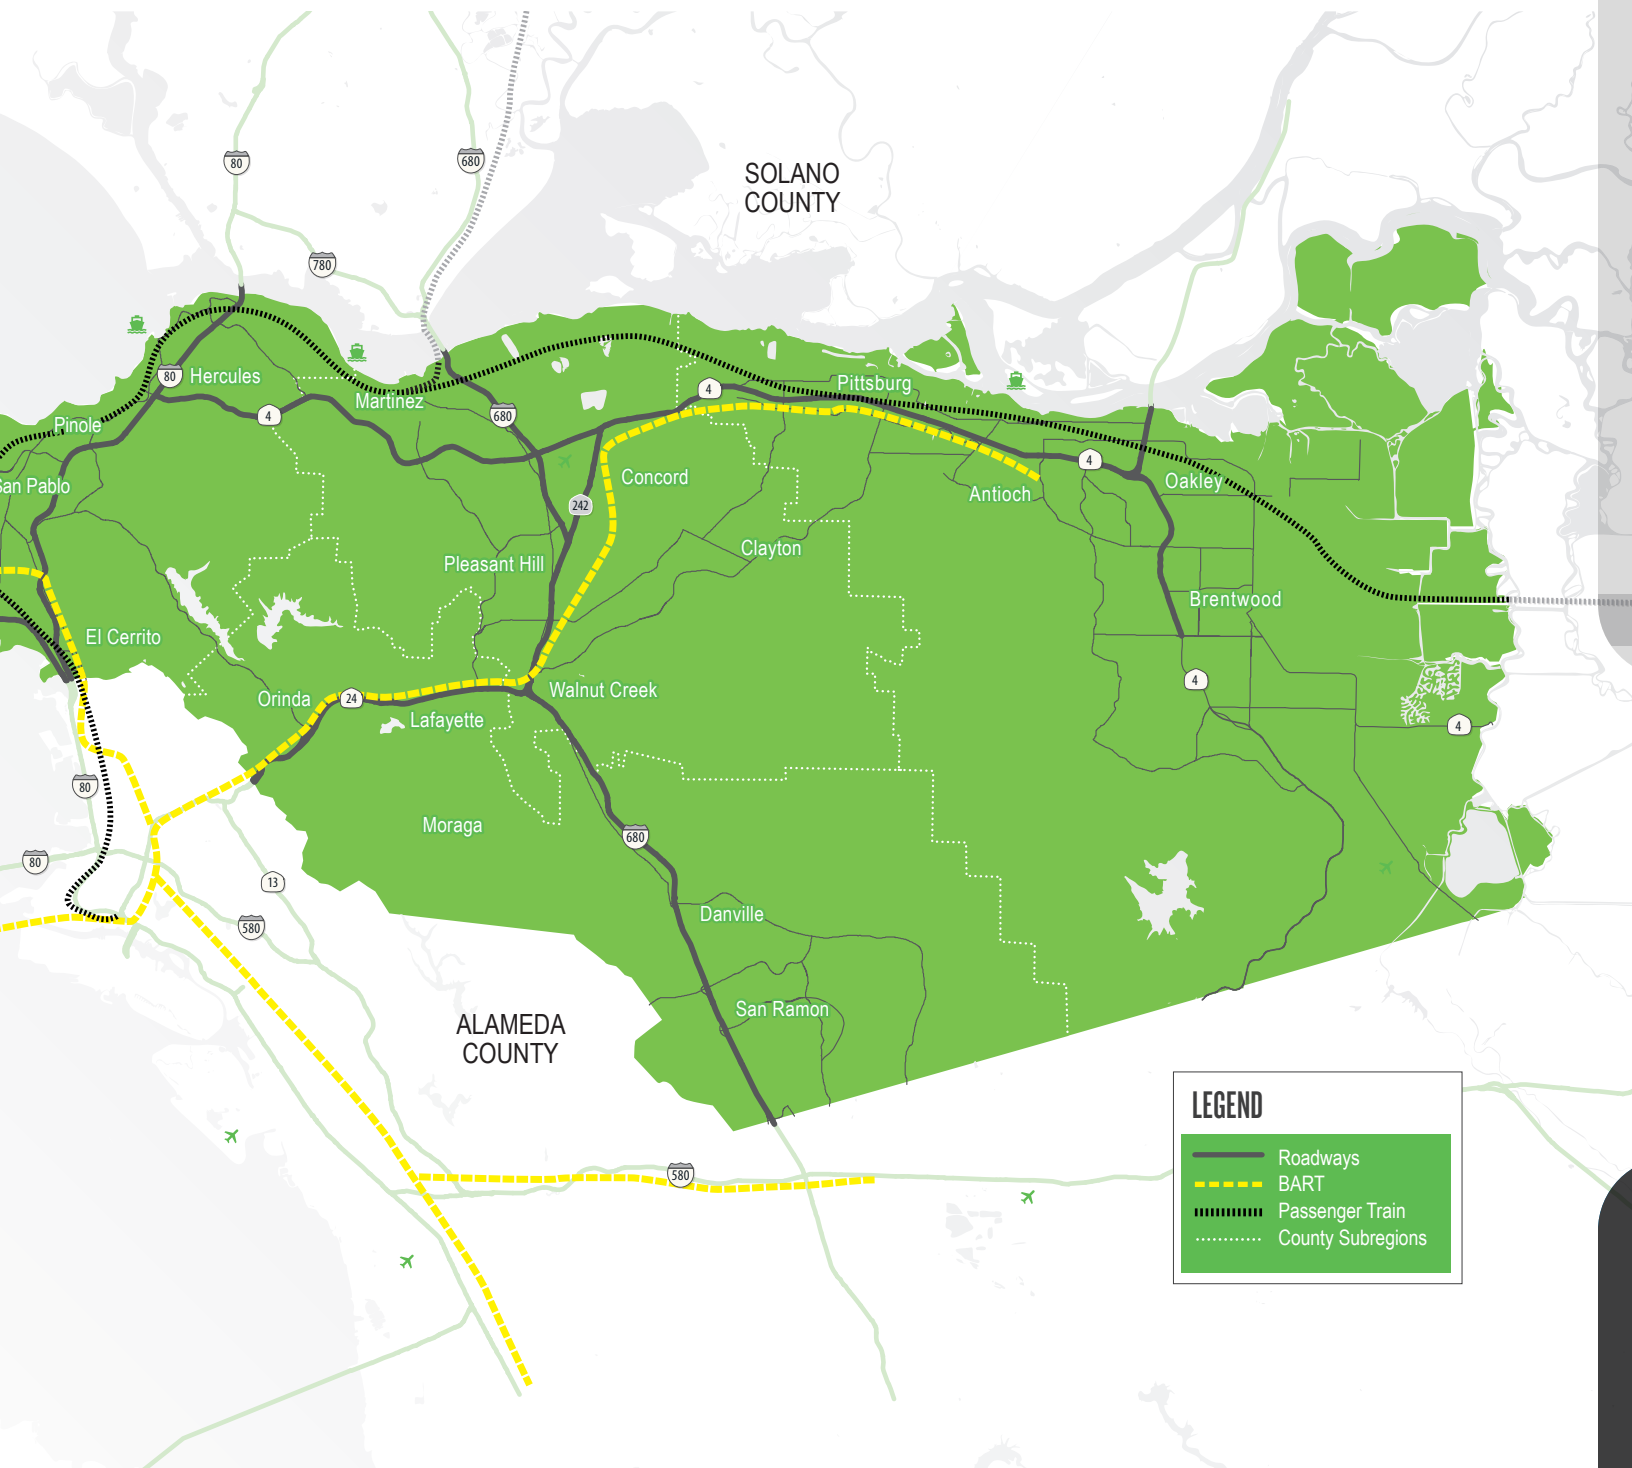 80
680
SOLANO
COUNTY
780
80
Hercules
4
Martinez
680
4
Pittsburg
Pinole
4
San Pablo
Concord
242
Antioch
Oakley
Clayton
Pleasant Hill
Brentwood
El Cerrito
4
Orinda
24
Walnut Creek
Lafayette
4
80
Moraga
680
80
13
580
Danville
San Ramon
ALAMEDA
COUNTY
580
LEGEND
Roadways
BART
Passenger Train
County Subregions